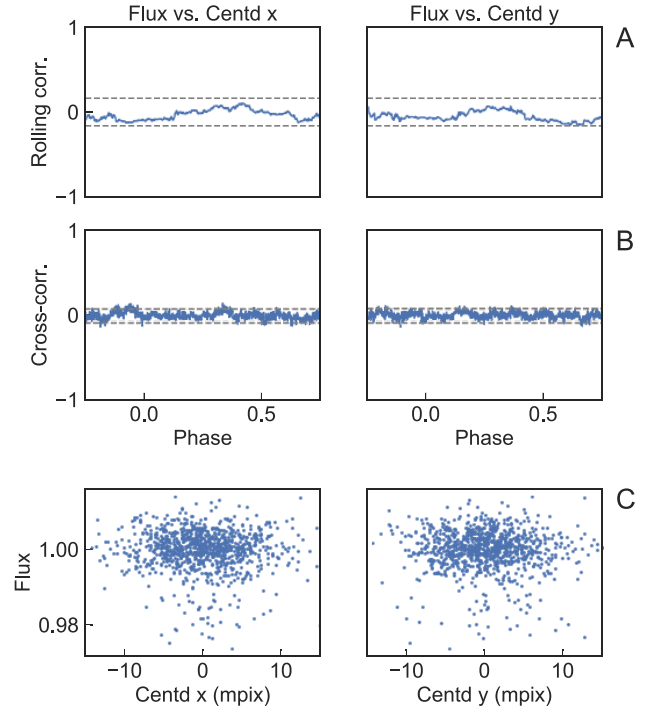 Flux vs. Centd x
Flux vs. Centd y
A
1
0
−1
Rolling corr.
B
1
0
−1
Cross-corr.
0.0
0.5
0.0
0.5
Phase
Phase
C
1.00
0.98
Flux
−10
0
10
−10
0
10
Centd x (mpix)
Centd y (mpix)